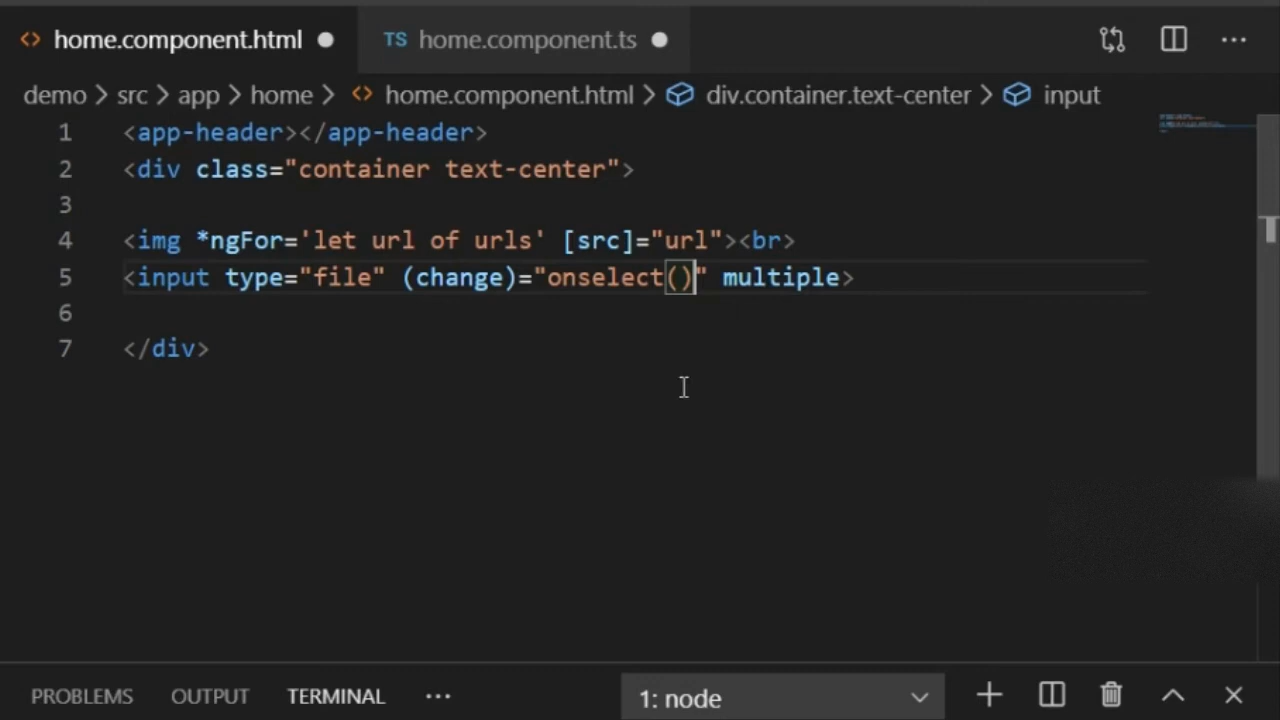 home.component.html
TS home.component.ts
demo > src > app > home > home.component.html > div.container.text-center > input
1 <app-header></app-header>
2 <div class="container text-center">
3
4 <img *ngFor='let url of urls' [src]="url"><br>
5 <input type="file" (change)="onselect()" multiple>
6
7 </div>
PROBLEMS OUTPUT TERMINAL ... 1: node